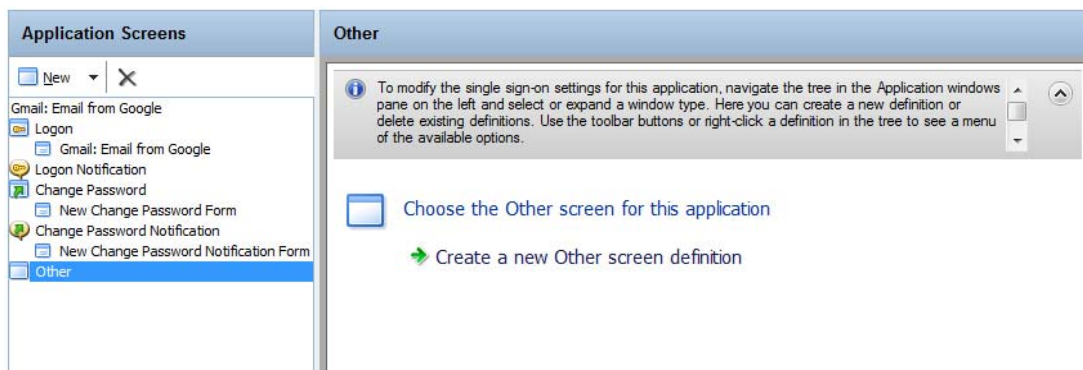 Application Screens
New
Gmail: Email from Google
Logon
Gmail: Email from Google
Logon Notification
Change Password
New Change Password Form
Change Password Notification
New Change Password Notification Form
Other
Other
To modify the single sign-on settings for this application, navigate the tree in the Application windows
pane on the left and select or expand a window type. Here you can create a new definition or
delete existing definitions. Use the toolbar buttons or right-click a definition in the tree to see a menu
of the available options.
Choose the Other screen for this application
Create a new Other screen definition